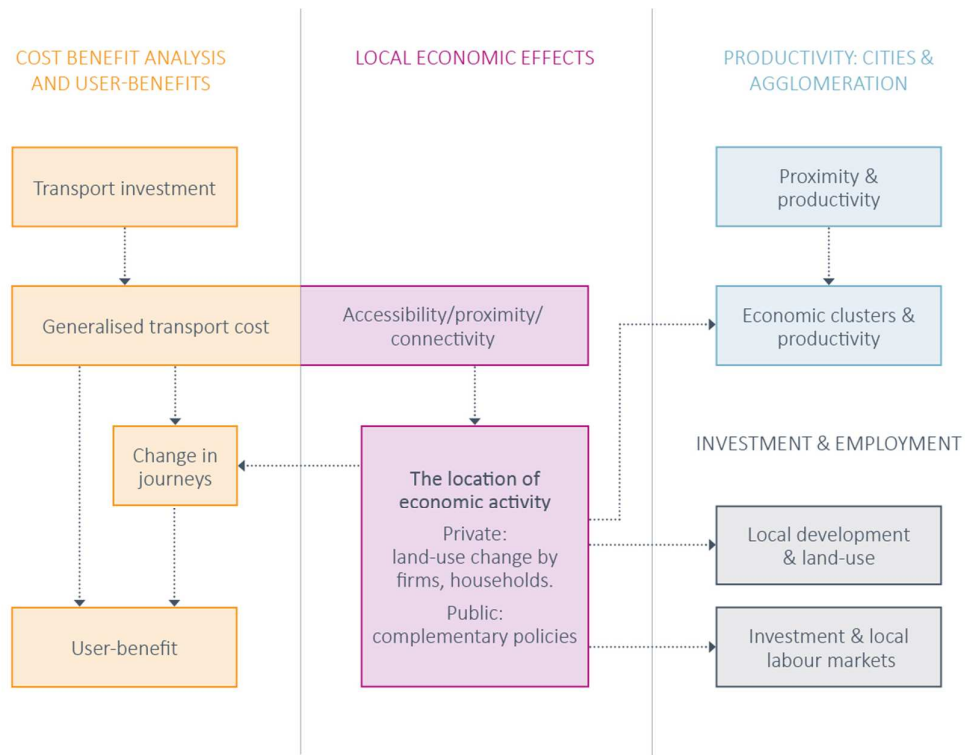 COST BENEFIT ANALYSIS
AND USER-BENEFITS
Transport investment
Generalised transport cost
Change in
journeys
User-benefit
LOCAL ECONOMIC EFFECTS
Accessibility/proximity/
connectivity
The location of
economic activity
Private:
land-use change by
firms, households.
Public:
complementary policies
PRODUCTIVITY: CITIES &
AGGLOMERATION
Proximity &
productivity
Economic clusters &
productivity
INVESTMENT & EMPLOYMENT
Local development
& land-use
Investment & local
labour markets